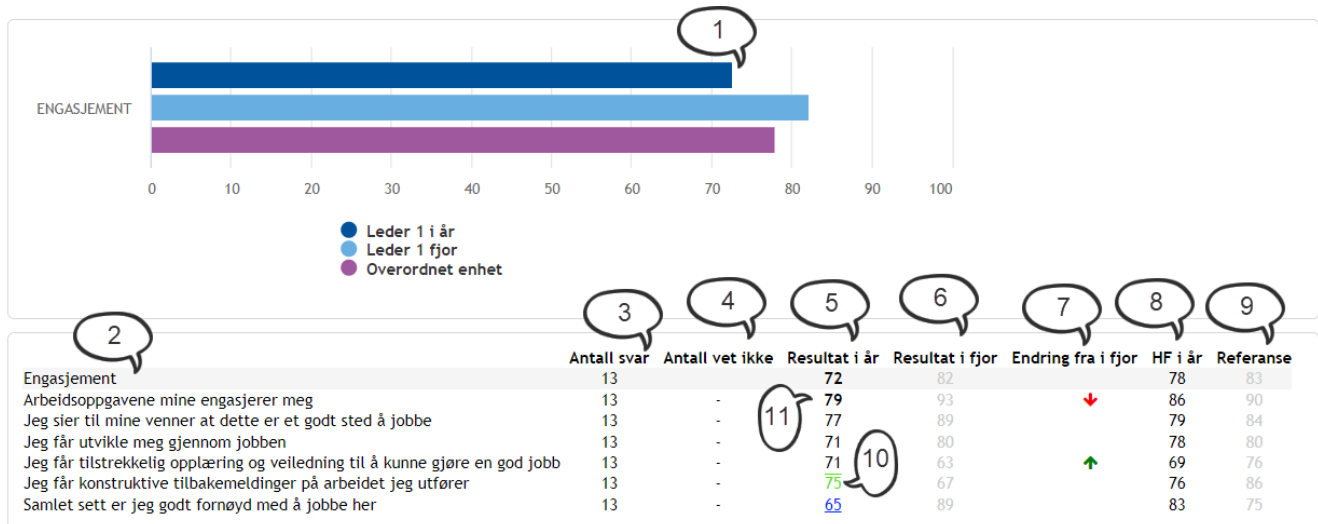 1
ENGASJEMENT
0 10 20 30 40 50 60 70 80 90 100
Leder 1 i år
Leder 1 fjor
Overordnet enhet
2 3 4 5 6 7 8 9
Antall svar Antall vet ikke Resultat i år Resultat i fjor Endring fra i fjor HF i år Referanse
Engasjement 13 72 82 78 83
Arbeidsoppgavene mine engasjerer meg 13 - 79 93 86 90
11
Jeg sier til mine venner at dette er et godt sted å jobbe 13 - 77 89 79 84
Jeg får utvikle meg gjennom jobben 13 - 71 80 78 80
10
Jeg får tilstrekkelig opplæring og veiledning til å kunne gjøre en god jobb 13 - 71 63 69 76
Jeg får konstruktive tilbakemeldinger på arbeidet jeg utfører 13 - 75 67 76 86
Samlet sett er jeg godt fornøyd med å jobbe her 13 - 65 89 83 75